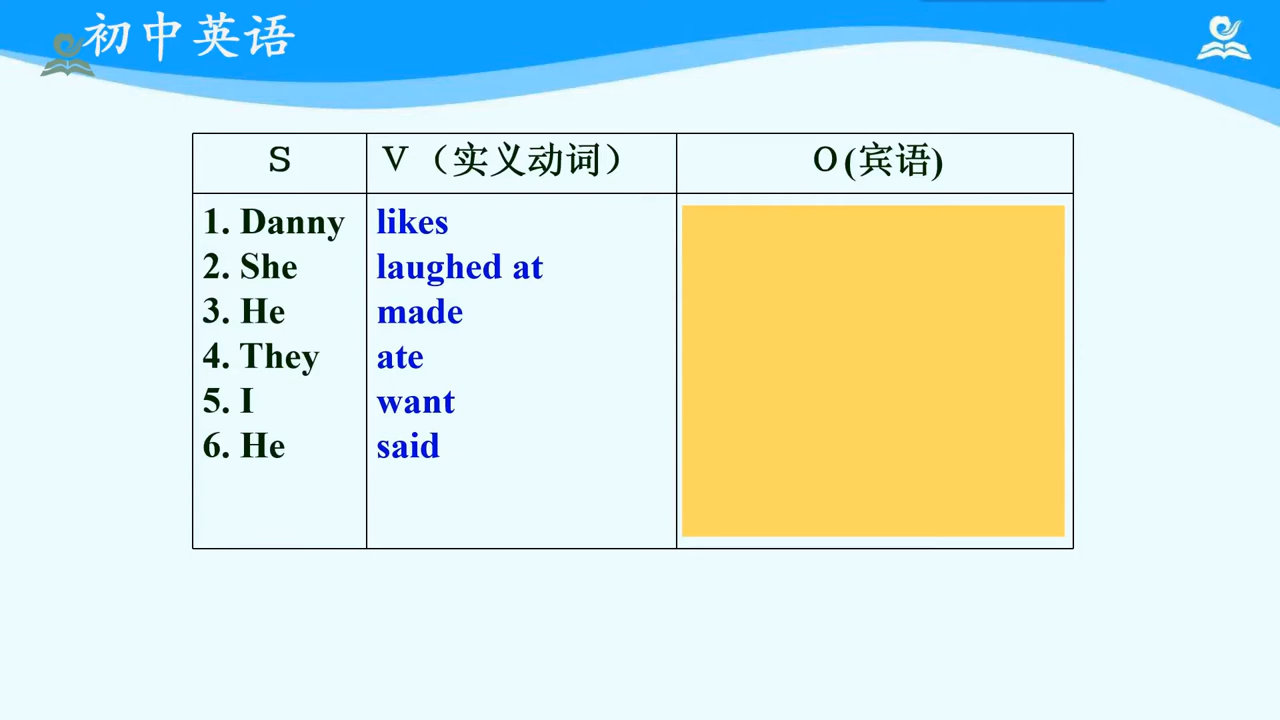 初中英语
S V（实义动词） O(宾语)
1. Danny likes
2. She laughed at
3. He made
4. They ate
5. I want
6. He said